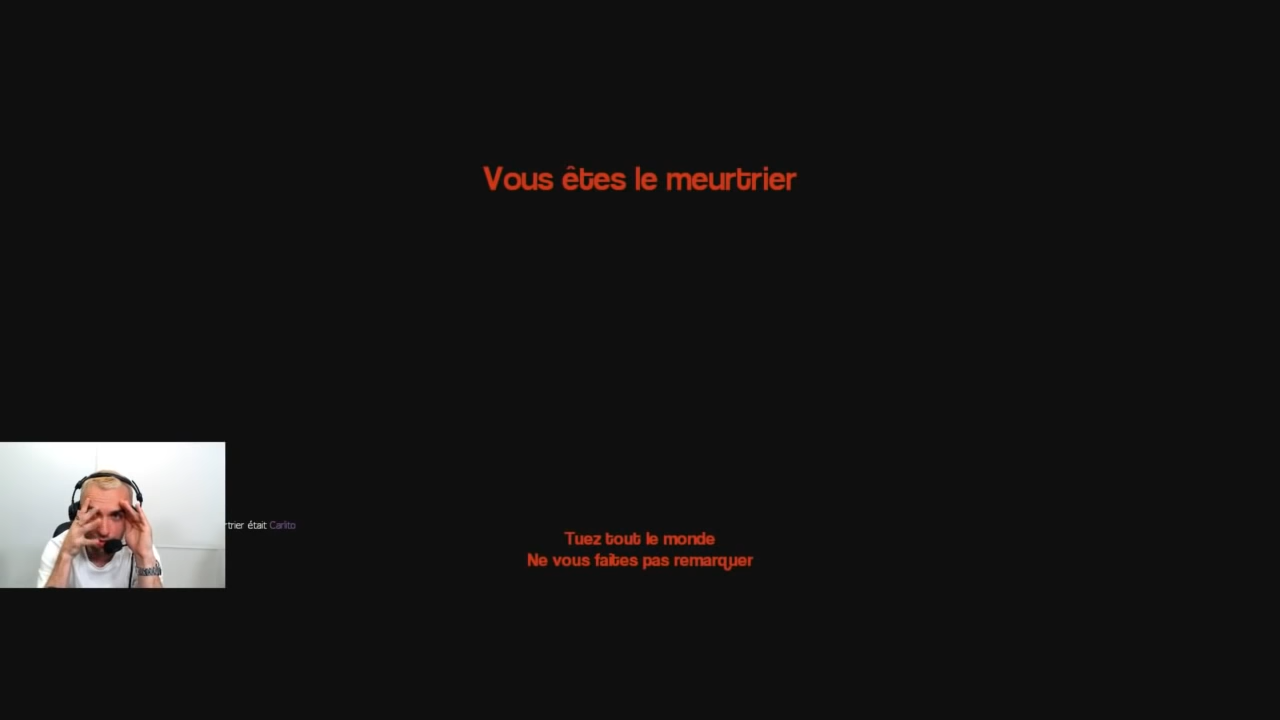 Vous êtes le meurtrier
rtrier était Carlito
Tuez tout le monde
Ne vous faites pas remarquer